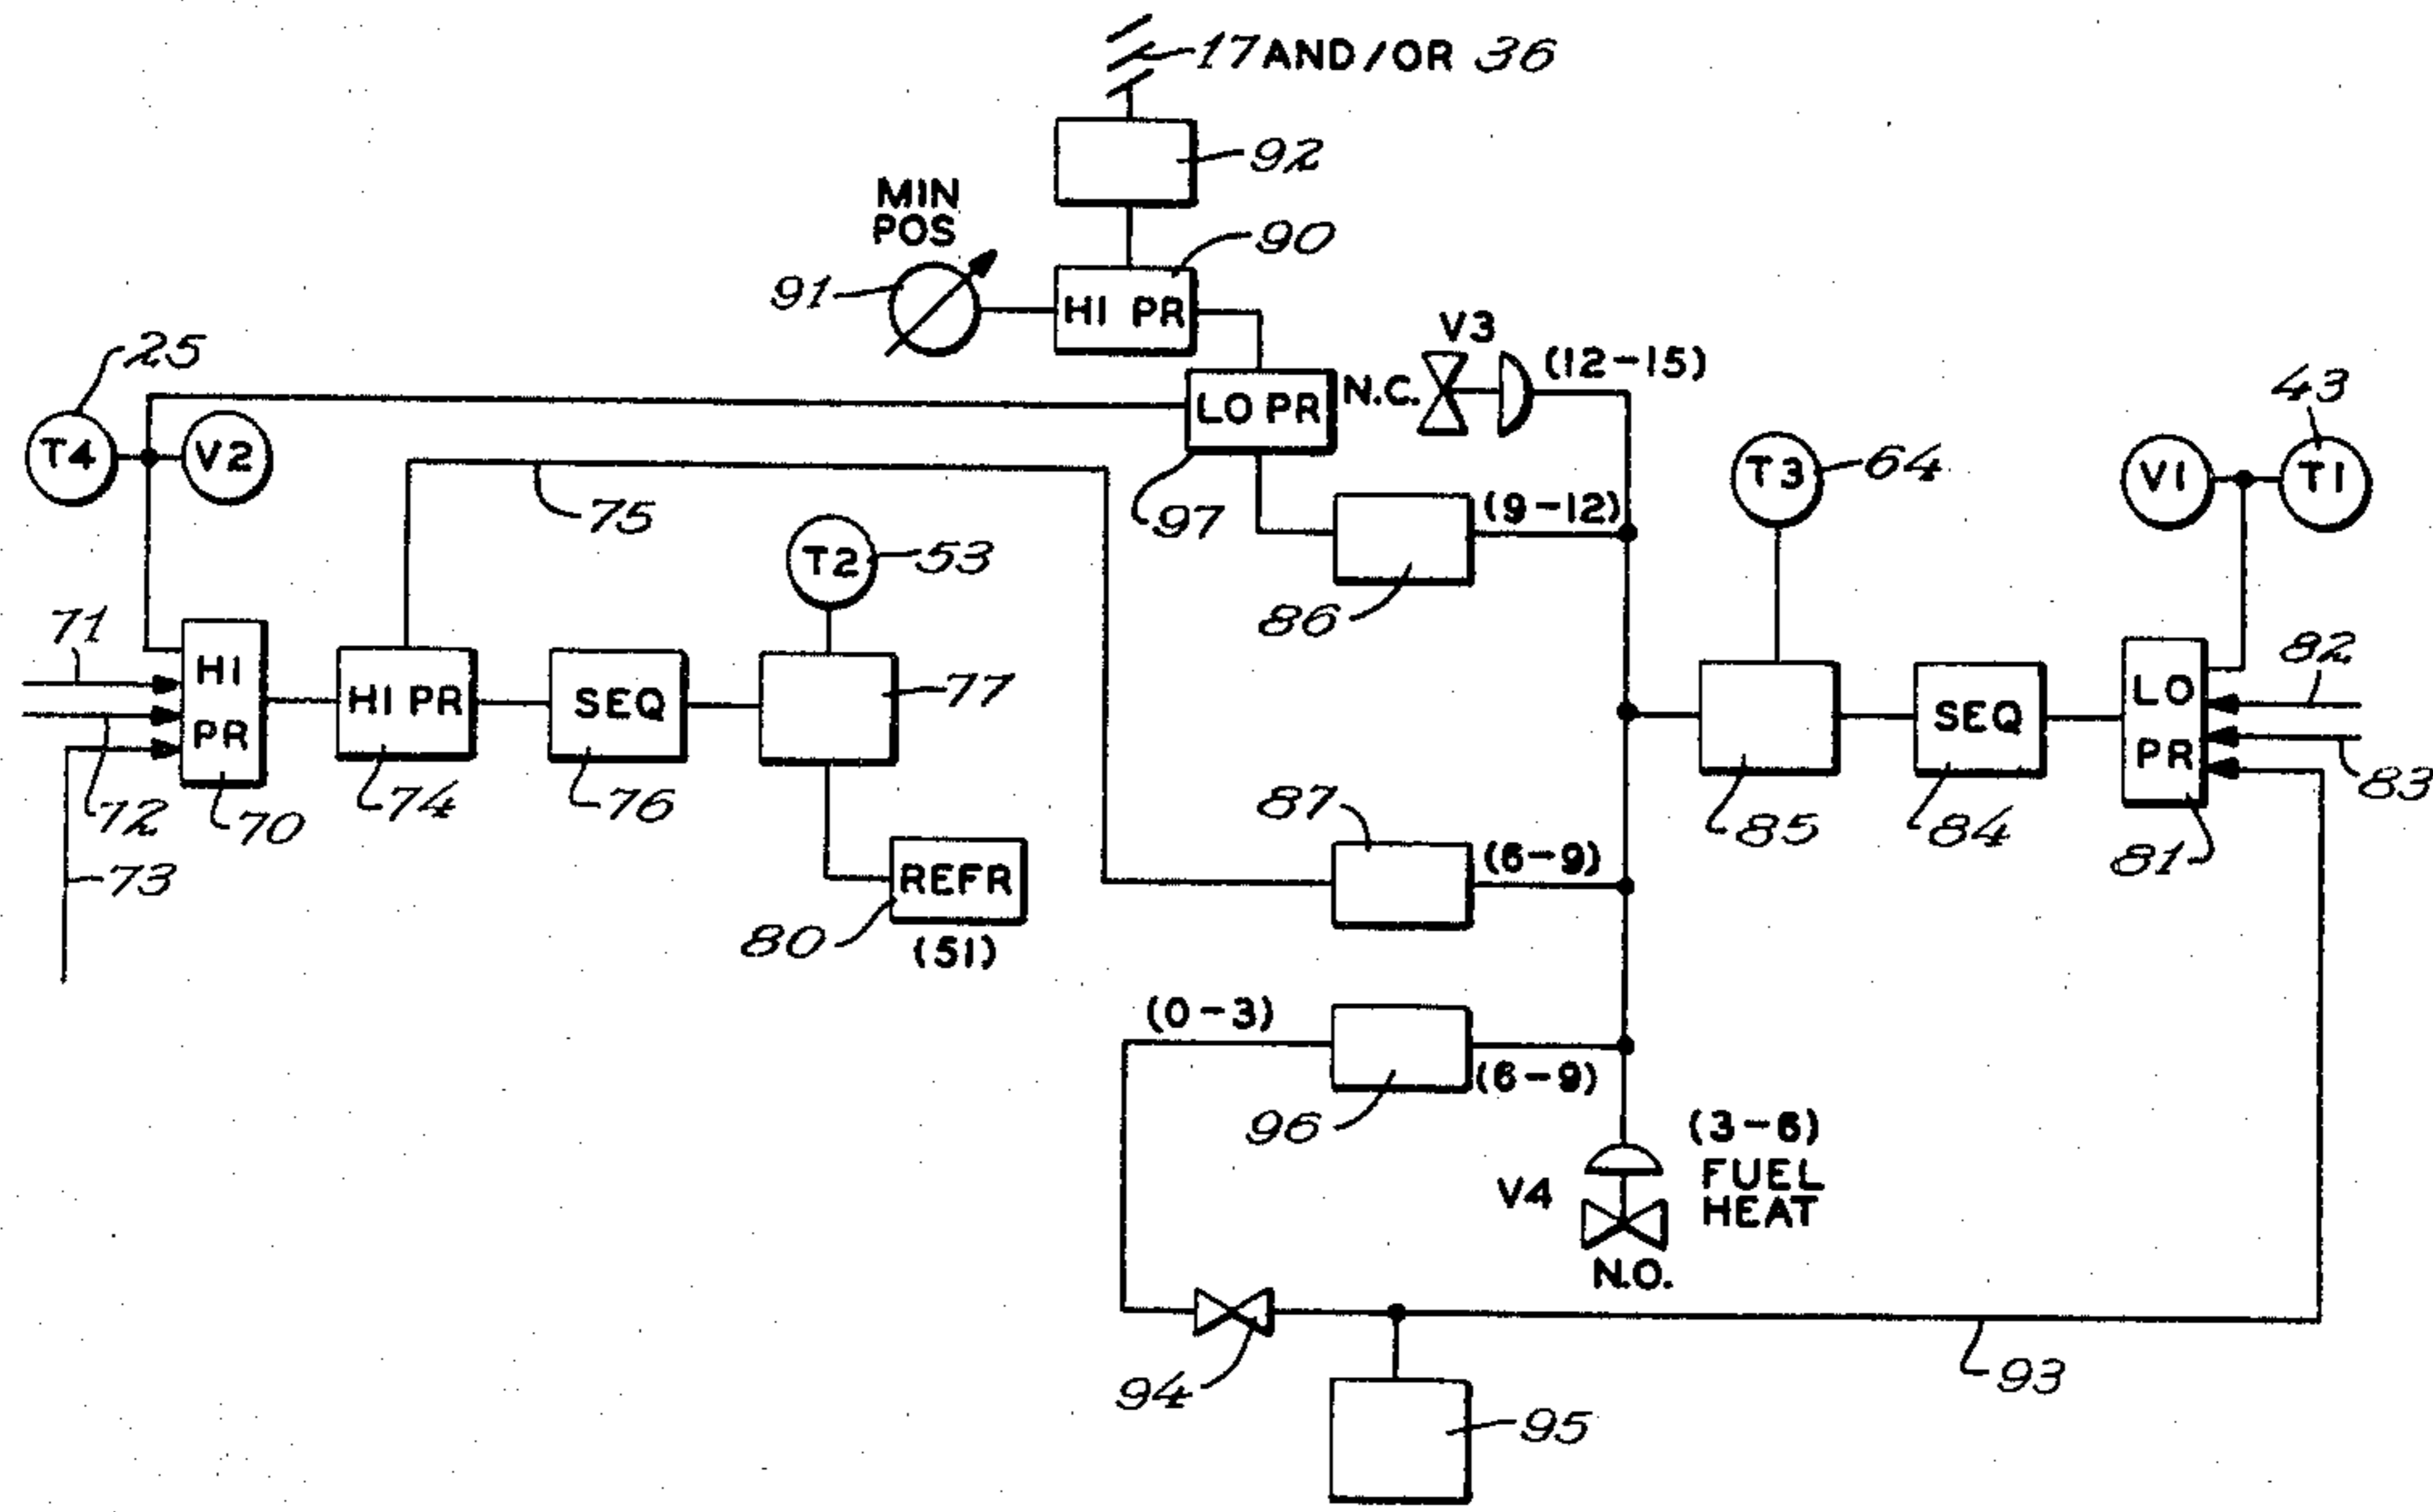 17 AND/OR 36
92
MIN
POS
90
91
HI PR
V3
(12-15)
25
N.C.
LO PR
43
T4
V2
T3
64
V1
T1
75
97
(9-12)
T2
53
86
71
HI
PR
HI PR
SEQ
77
82
LO
PR
SEQ
83
72
70
74
76
87
85
84
81
73
(6-9)
REFR
80
(51)
(0-3)
(6-9)
96
(3-6)
FUEL
HEAT
V4
N.O.
94
93
95